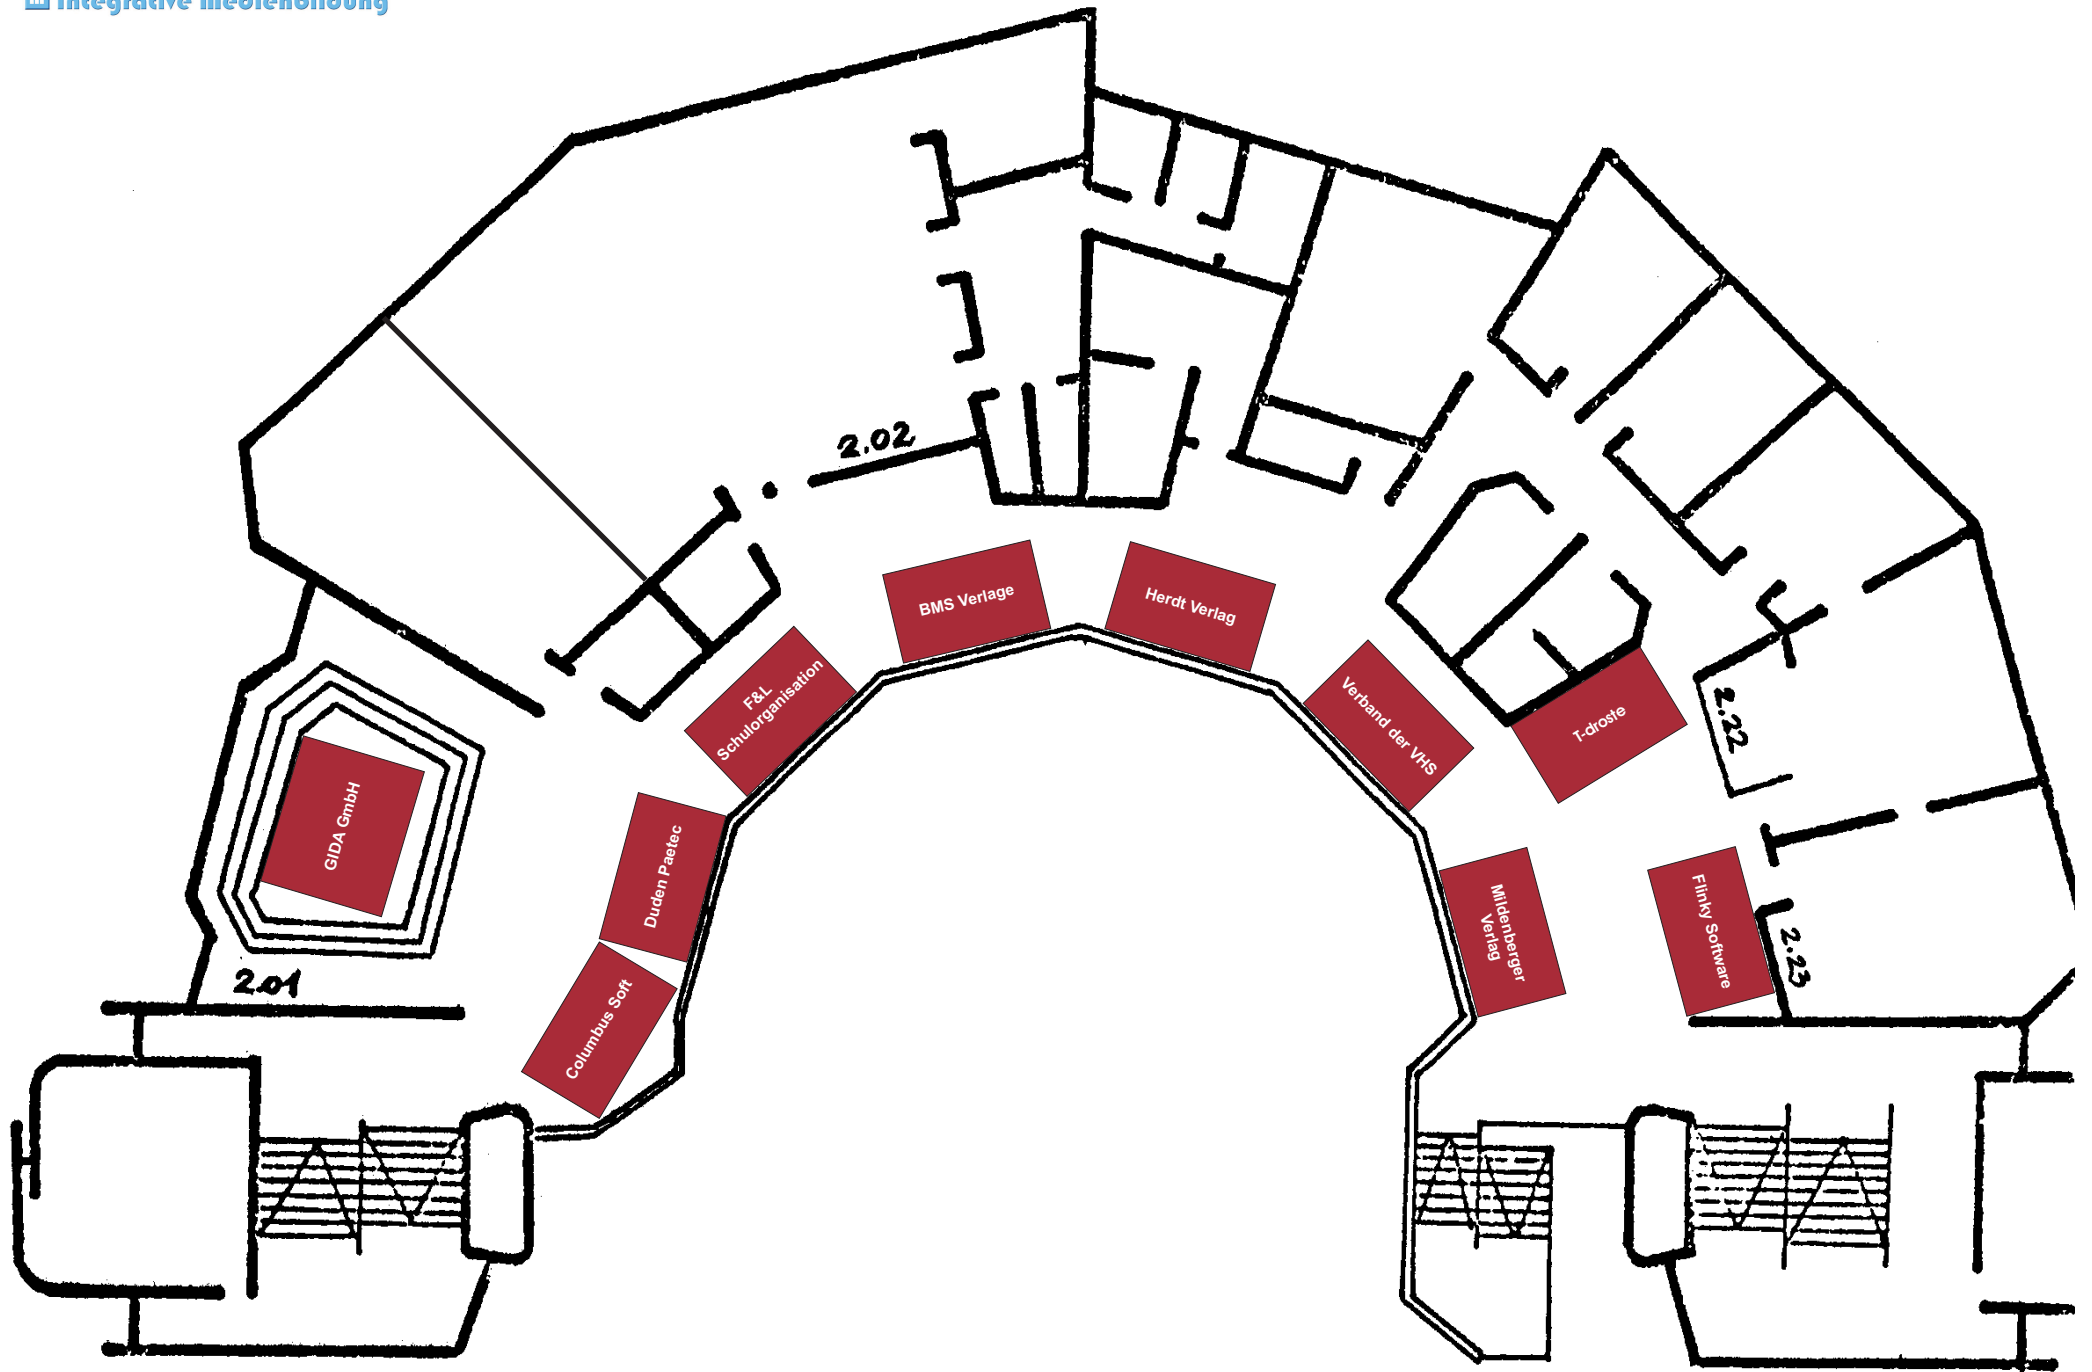 Integrative Medienbildung
2.02
BMS Verlage
Herdt Verlag
F&L
Schulorganisation
Verband der VHS
T-droste
2.22
GIDA GmbH
Duden Paetec
Mildenberger
Verlag
Flinky Software
2.23
2.01
Columbus Soft